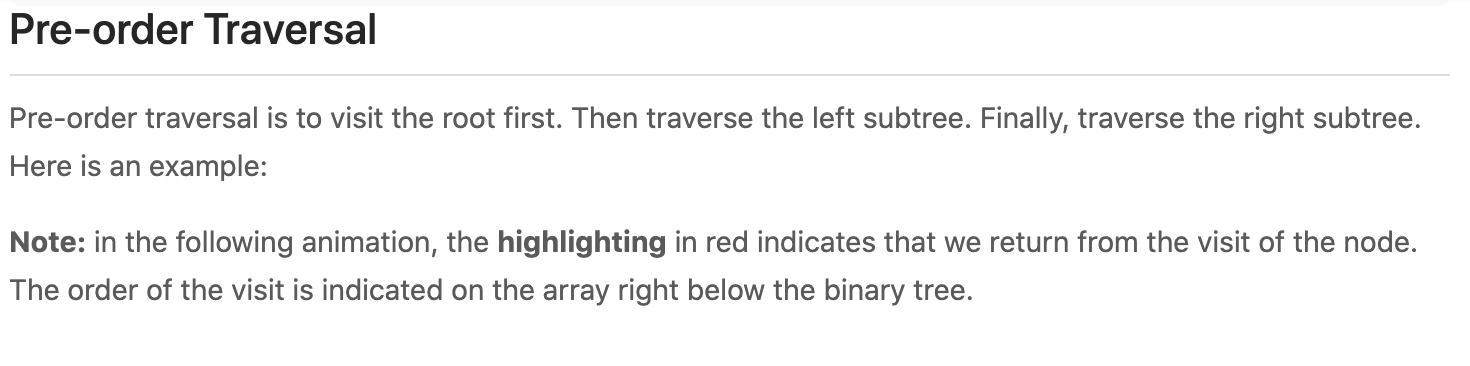 Pre-order Traversal
Pre-order traversal is to visit the root first. Then traverse the left subtree. Finally, traverse the right subtree.
Here is an example:
Note: in the following animation, the highlighting in red indicates that we return from the visit of the node.
The order of the visit is indicated on the array right below the binary tree.